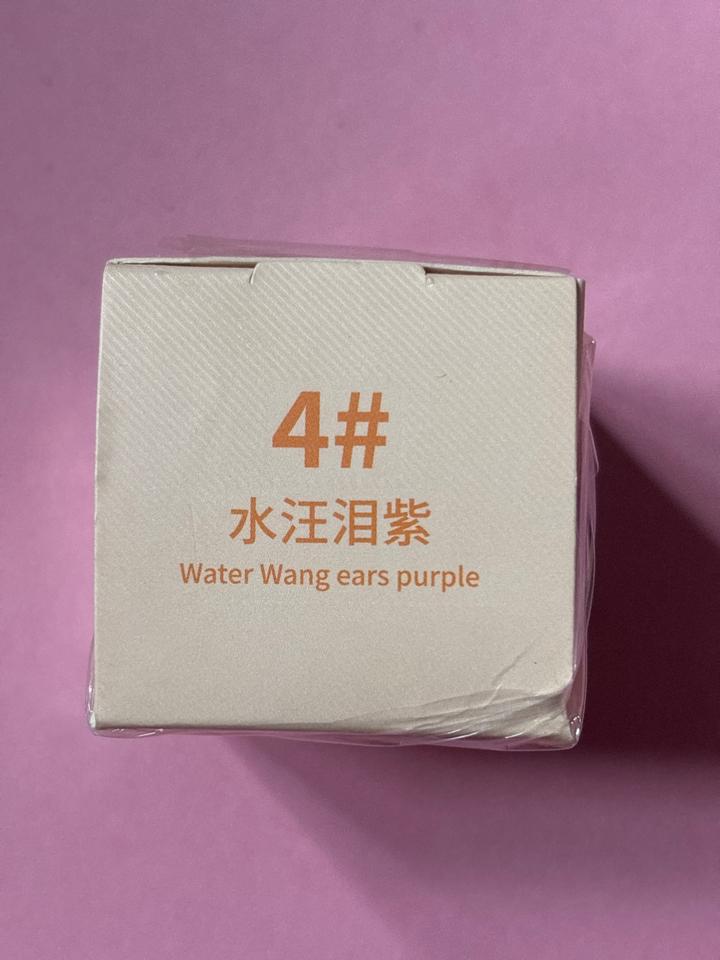 4#
水汪泪紫
Water Wang ears purple